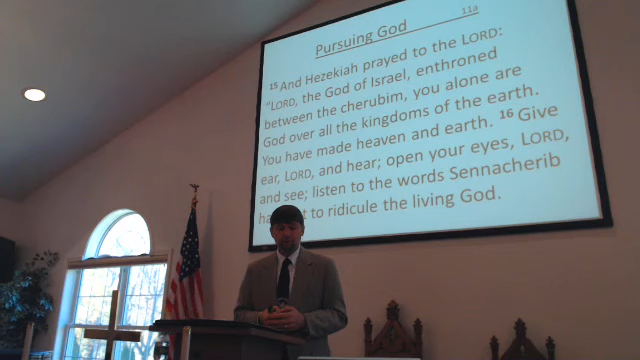 Pursuing God
11a
15 And Hezekiah prayed to the LORD:
"LORD, the God of Israel, enthroned
between the cherubim, you alone are
God over all the kingdoms of the earth.
You have made heaven and earth. 16 Give
ear, LORD, and hear; open your eyes, LORD,
and see; listen to the words Sennacherib
to ridicule the living God.